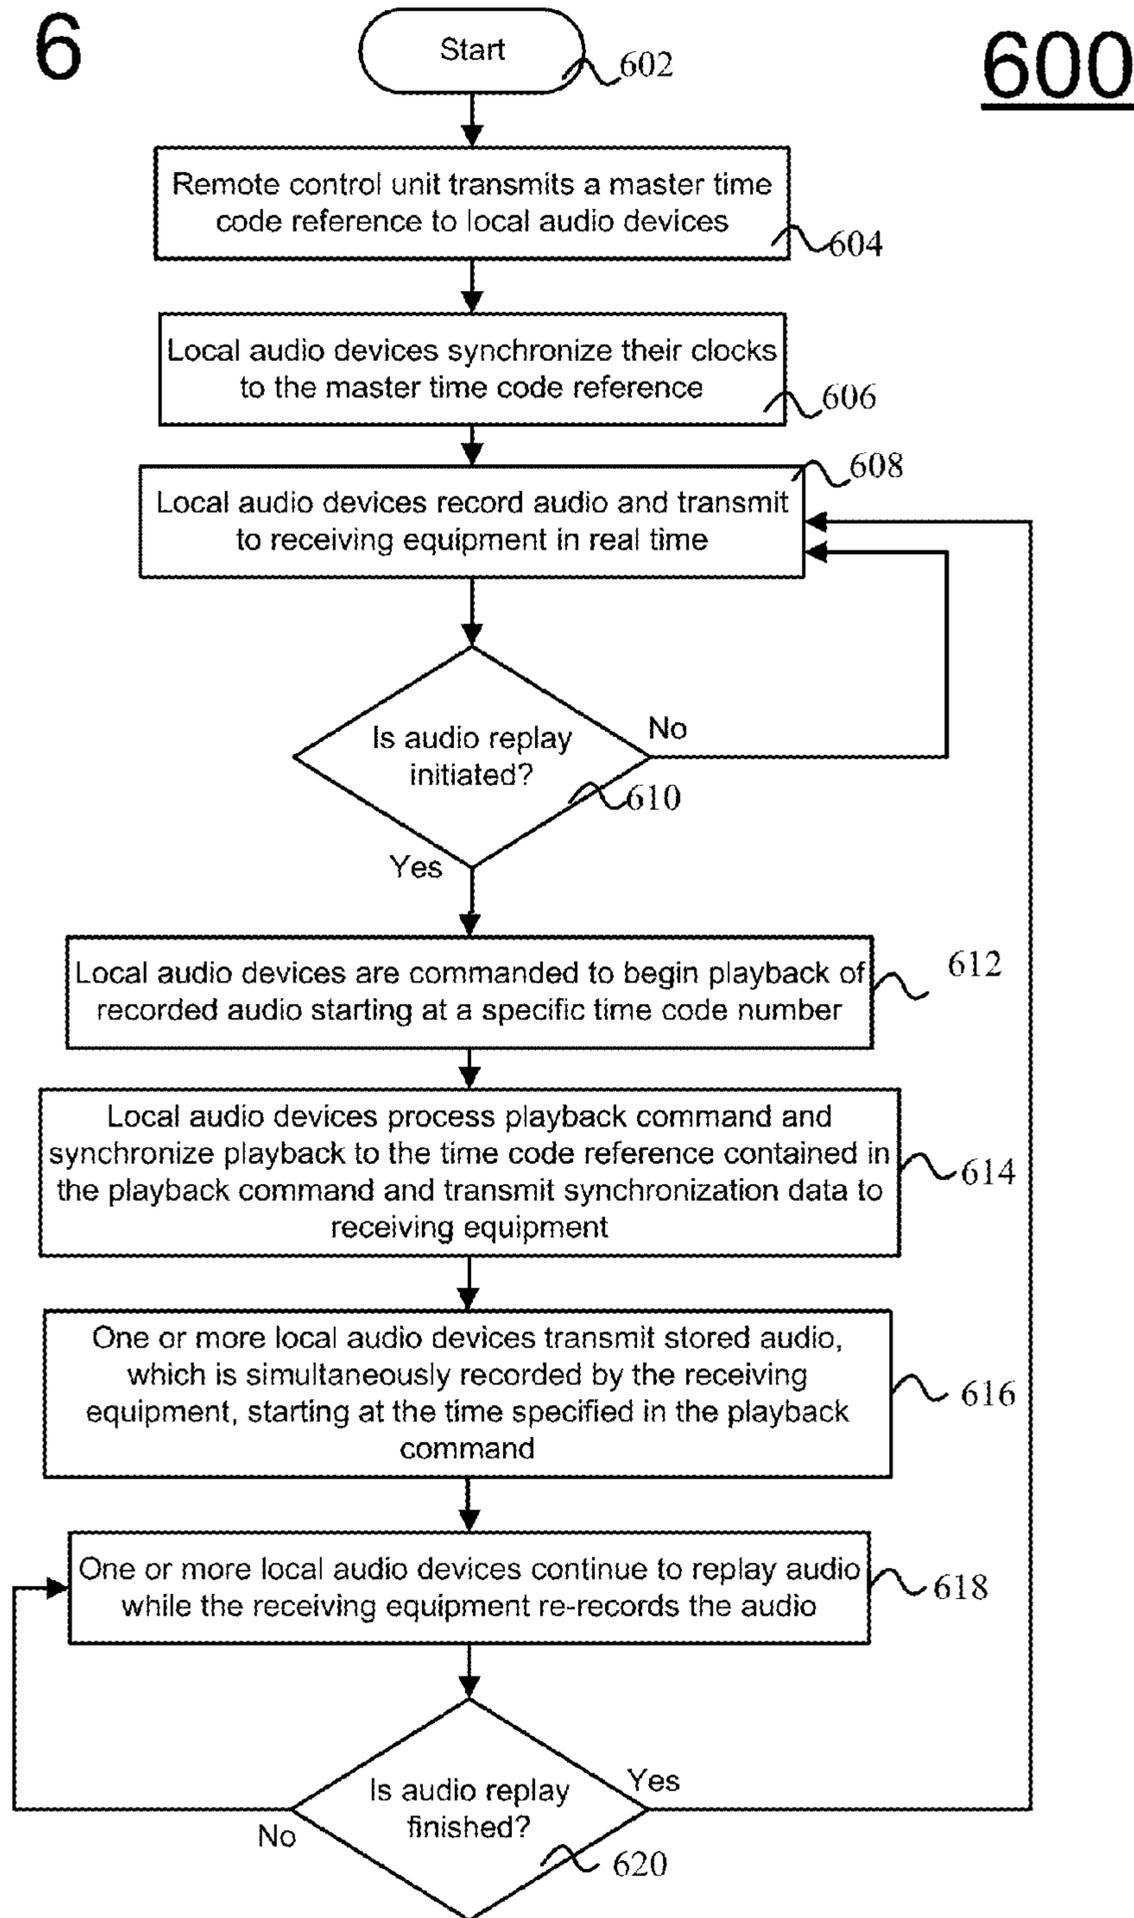 6
600
Start
602
Remote control unit transmits a master time
code reference to local audio devices
604
Local audio devices synchronize their clocks
to the master time code reference
606
608
Local audio devices record audio and transmit
to receiving equipment in real time
Is audio replay
initiated?
No
610
Yes
Local audio devices are commanded to begin playback of
recorded audio starting at a specific time code number
612
Local audio devices process playback command and
synchronize playback to the time code reference contained in
the playback command and transmit synchronization data to
receiving equipment
614
One or more local audio devices transmit stored audio,
which is simultaneously recorded by the receiving
equipment, starting at the time specified in the playback
command
616
One or more local audio devices continue to replay audio
while the receiving equipment re-records the audio
618
Is audio replay
finished?
Yes
No
620